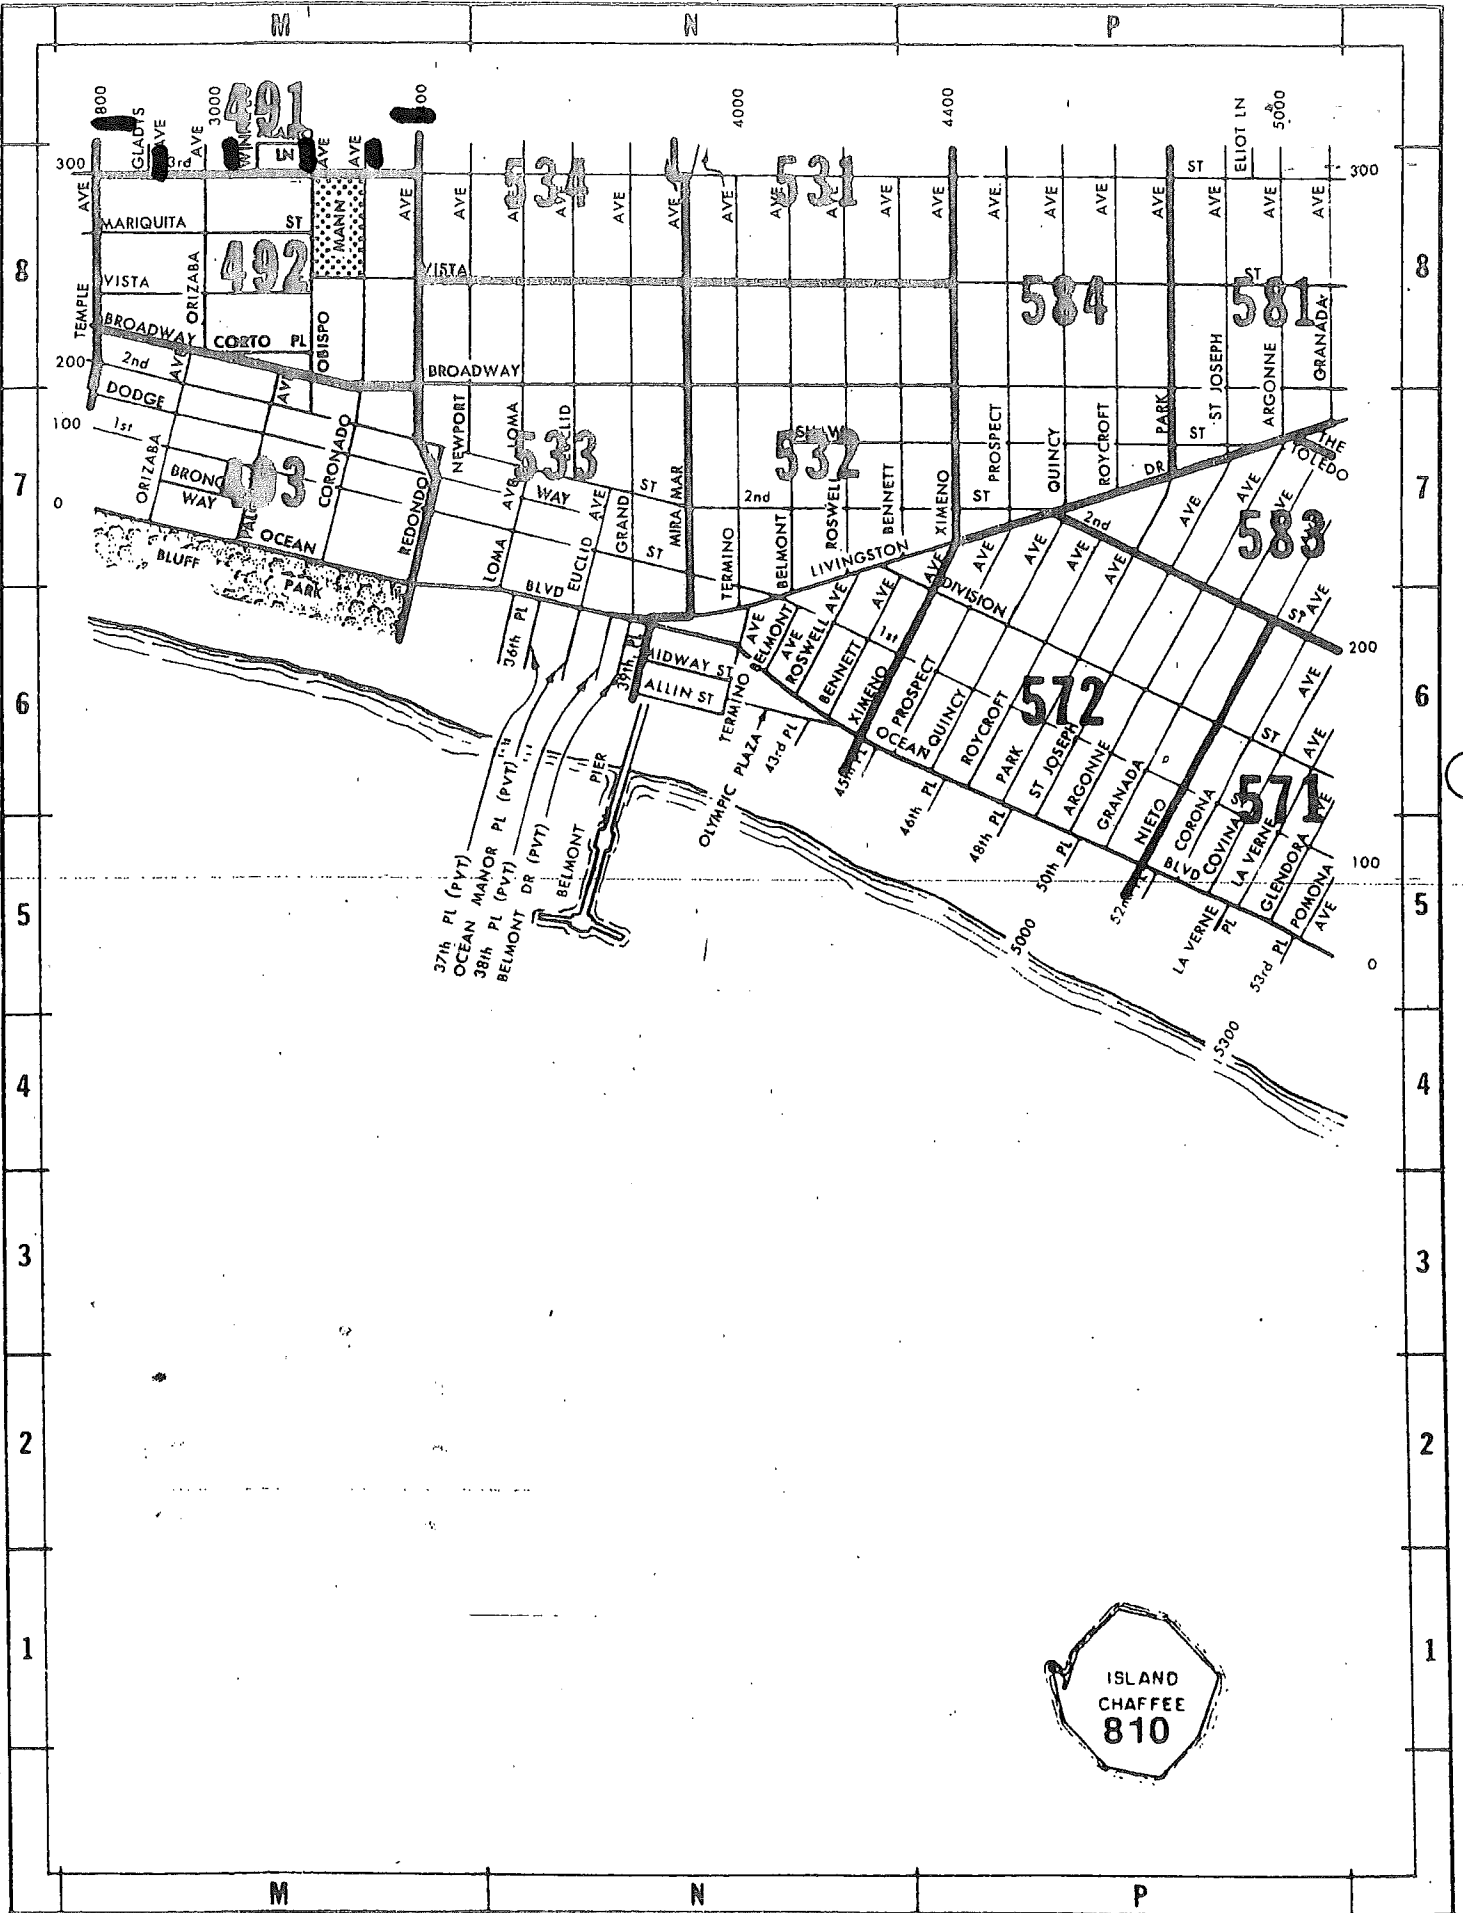 M N P
800 3000 491 4000 4400 5000
GLADYS AVE AVE AVE AVE ELIOT LN
300 3rd LN ST 300
AVE AVE AVE AVE AVE AVE AVE AVE AVE AVE AVE AVE AVE AVE AVE
534 531
MARIQUITA ST MANN ST JOSEPH ARGONNE GRANADA
8 492 8
VISTA VISTA ST
584 581
TEMPLE ORIZABA OBISPO
BROADWAY CORTO PL
200 2nd AVE BROADWAY
DODGE AVE
100 1st
ORIZABA CORONADO NEWPORT LOMA PROSPECT QUINCY ROYCROFT PARK ST
THE TOLEDO
533 532
7 BRONCO WAY WAY ST 2nd ST DR 7
0 AVE AVE REDONDO GRAND MIRA MAR ROSWELL BENNETT XIMENO
OCEAN ST 2nd AVE AVE 583
BLUFF PARK
LOMA BLVD EUCLID TERMINO BELMONT LIVINGSTON AVE AVE AVE AVE AVE
DIVISION ST AVE
36th PL 39th PL AVE BELMONT AVE ROSWELL AVE BENNETT AVE 1st XIMENO
MIDWAY ST 200
ALLIN ST
6 572 6
TERMINO PROSPECT QUINCY ROYCROFT PARK ST JOSEPH ARGONNE GRANADA NIETO ST AVE AVE
OCEAN BLVD
PIER OLYMPIC PLAZA 43rd PL 45th PL 46th PL 48th PL 50th PL
571
CORONA COVINA LA VERNE GLENDORA POMONA AVE
100
37th PL (PVT)
OCEAN MANOR PL (PVT)
38th PL (PVT)
BELMONT DR (PVT)
BELMONT
5 LA VERNE PL 53rd PL 5
5000 0
5300
4 4
3 3
2 2
1 1
ISLAND
CHAFFEE
810
M N P